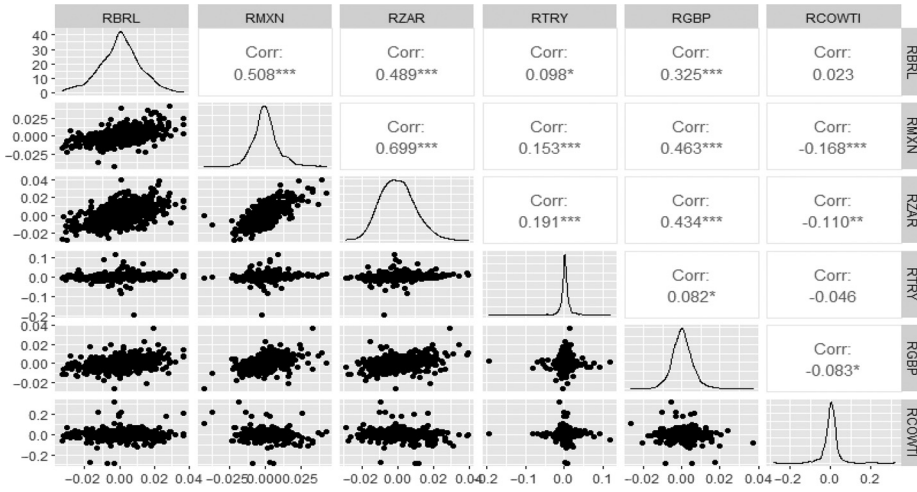 RBRL RMXN RZAR RTRY RGBP RCOWTI
40
30
20
10
0
Corr:
0.508***
Corr:
0.489***
Corr:
0.098*
Corr:
0.325***
Corr:
0.023
RBRL
0.025
0.000
−0.025
Corr:
0.699***
Corr:
0.153***
Corr:
0.463***
Corr:
-0.168***
RMXN
0.04
0.02
0.00
−0.02
Corr:
0.191***
Corr:
0.434***
Corr:
-0.110**
RZAR
0.1
0.0
−0.1
−0.2
Corr:
0.082*
Corr:
-0.046
RTRY
0.04
0.02
0.00
−0.02
Corr:
-0.083*
RGBP
0.2
0.0
−0.2
RCOWTI
−0.02 0.00 0.02 0.04 −0.025 0.000 0.025 −0.02 0.00 0.02 0.04 −0.2 −0.1 0.0 0.1 −0.02 0.00 0.02 0.04 −0.2 0.0 0.2